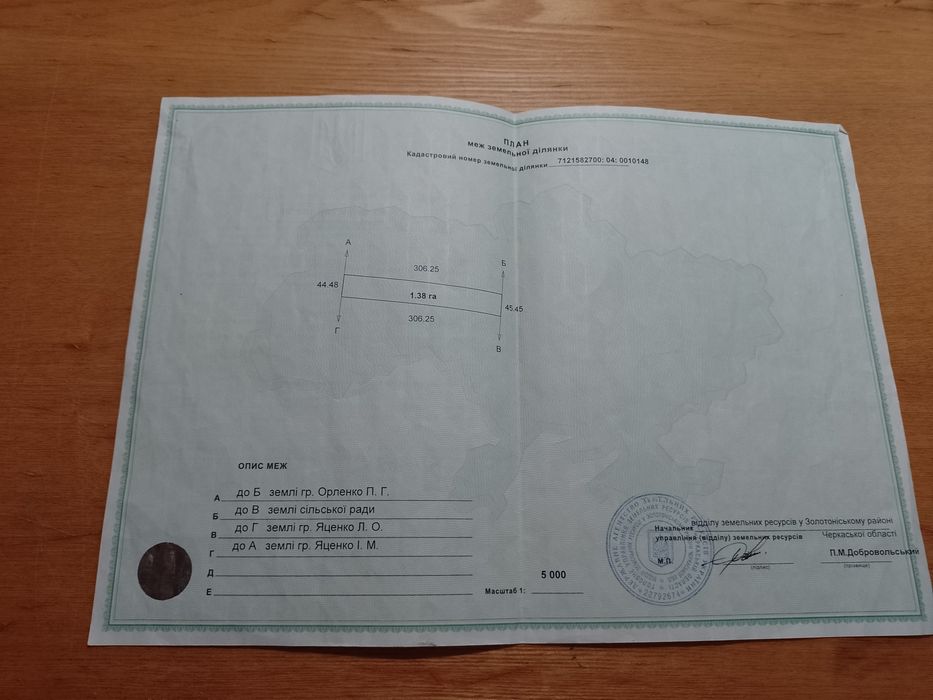 ПЛАН
меж земельної ділянки
Кадастровий номер земельної ділянки 7121582700: 04: 0010148
А
Б
306.25
44.48
1.38 га
45.45
306.25
Г
В
ОПИС МЕЖ
А до Б землі гр. Орленко П. Г.
Б до В землі сільської ради
В до Г землі гр. Яценко Л. О.
Г до А землі гр. Яценко І. М.
Д
Е
Масштаб 1: 5 000
Начальник відділу земельних ресурсів у Золотоніському районі
управління (відділу) земельних ресурсів Черкаської області
М.П.
П.М.Добровольський
(підпис)
(прізвище)
22792674